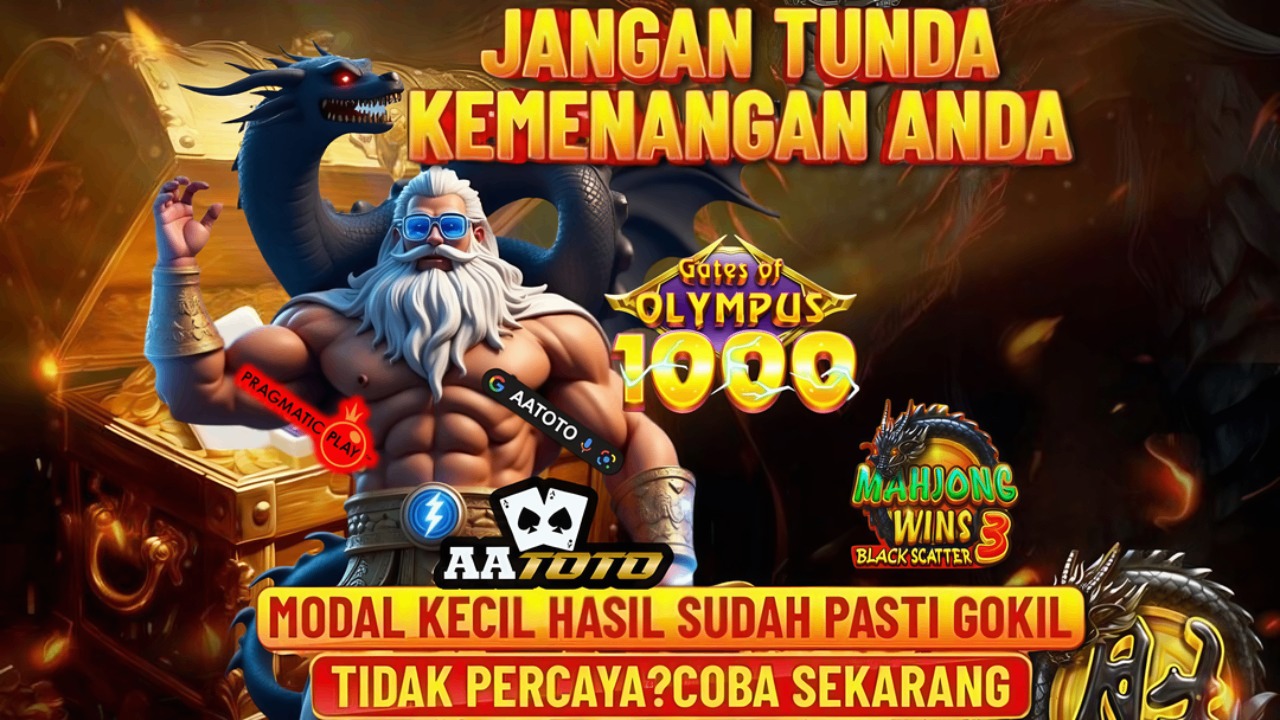 JANGAN TUNDA
KEMENANGAN ANDA
Gates of
OLYMPUS
1000
PRAGMATIC PLAY
G AATOTO
MAHJONG
WINS 3
BLACK SCATTER
AATOTO
MODAL KECIL HASIL SUDAH PASTI GOKIL
TIDAK PERCAYA?COBA SEKARANG